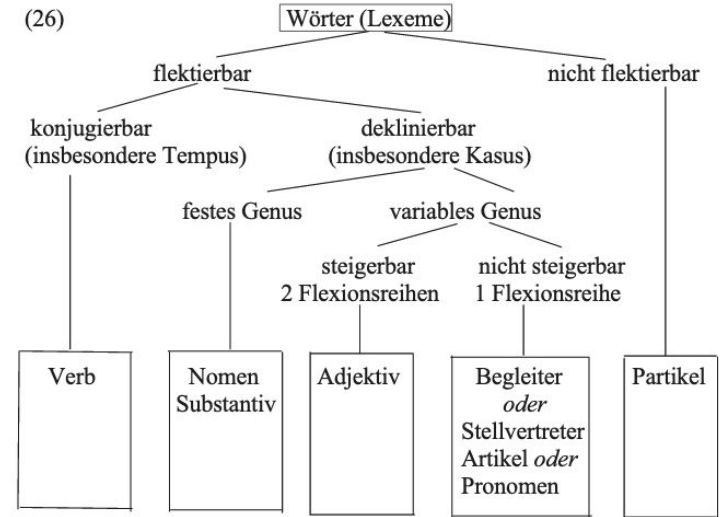 (26)
Wörter (Lexeme)
flektierbar
nicht flektierbar
konjugierbar
(insbesondere Tempus)
deklinierbar
(insbesondere Kasus)
festes Genus
variables Genus
steigerbar
2 Flexionsreihen
nicht steigerbar
1 Flexionsreihe
Verb
Nomen
Substantiv
Adjektiv
Begleiter
oder
Stellvertreter
Artikel oder
Pronomen
Partikel